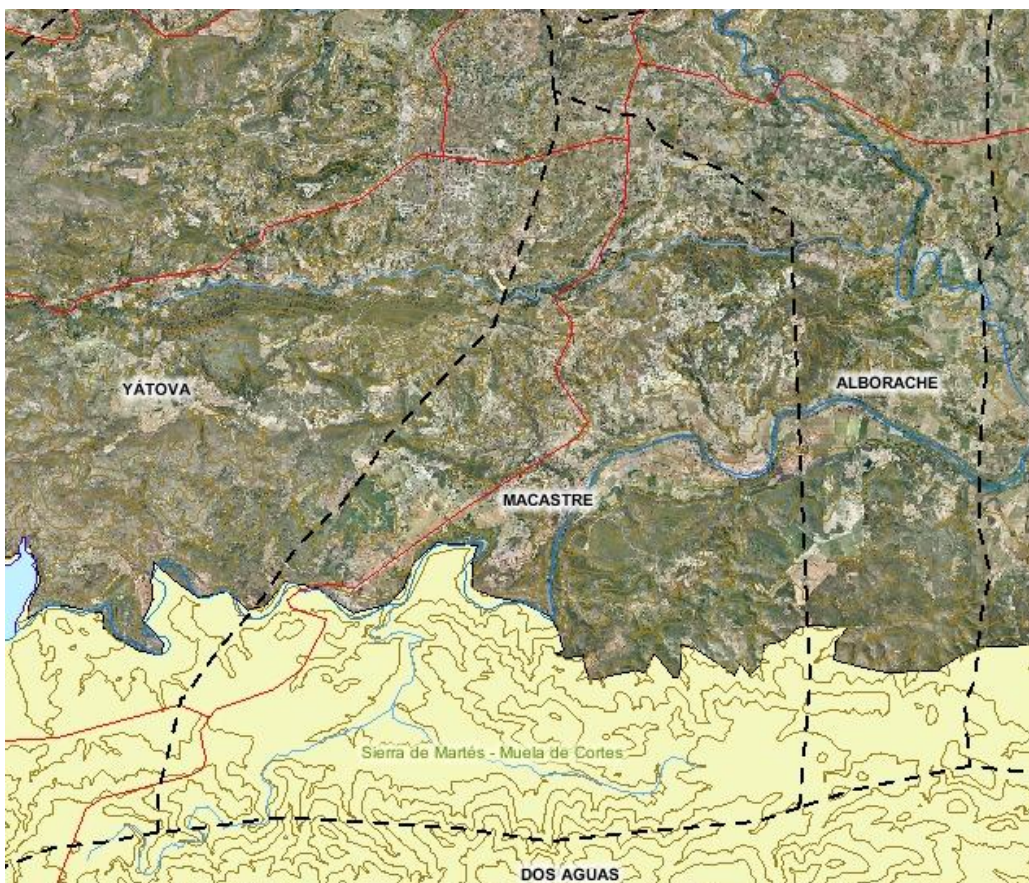 YÁTOVA
ALBORACHE
MACASTRE
Sierra de Martés - Muela de Cortes
DOS AGUAS